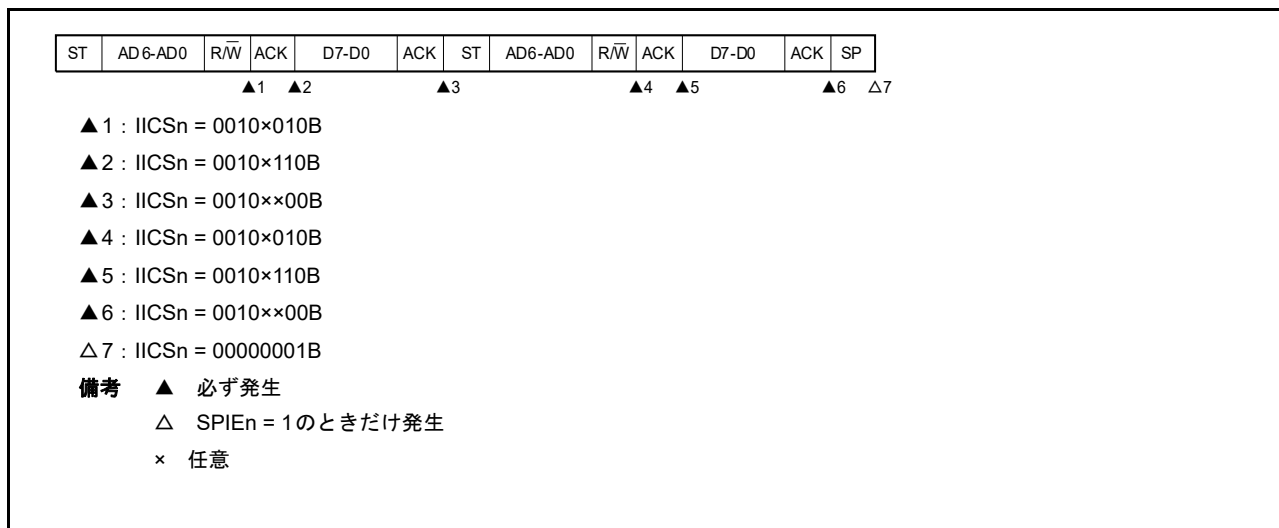 ST AD6-AD0 R/W̅ ACK D7-D0 ACK ST AD6-AD0 R/W̅ ACK D7-D0 ACK SP
▲1 ▲2 ▲3 ▲4 ▲5 ▲6 △7
▲1：IICSn = 0010×010B
▲2：IICSn = 0010×110B
▲3：IICSn = 0010××00B
▲4：IICSn = 0010×010B
▲5：IICSn = 0010×110B
▲6：IICSn = 0010××00B
△7：IICSn = 00000001B
備考 ▲ 必ず発生
△ SPIEn = 1のときだけ発生
× 任意